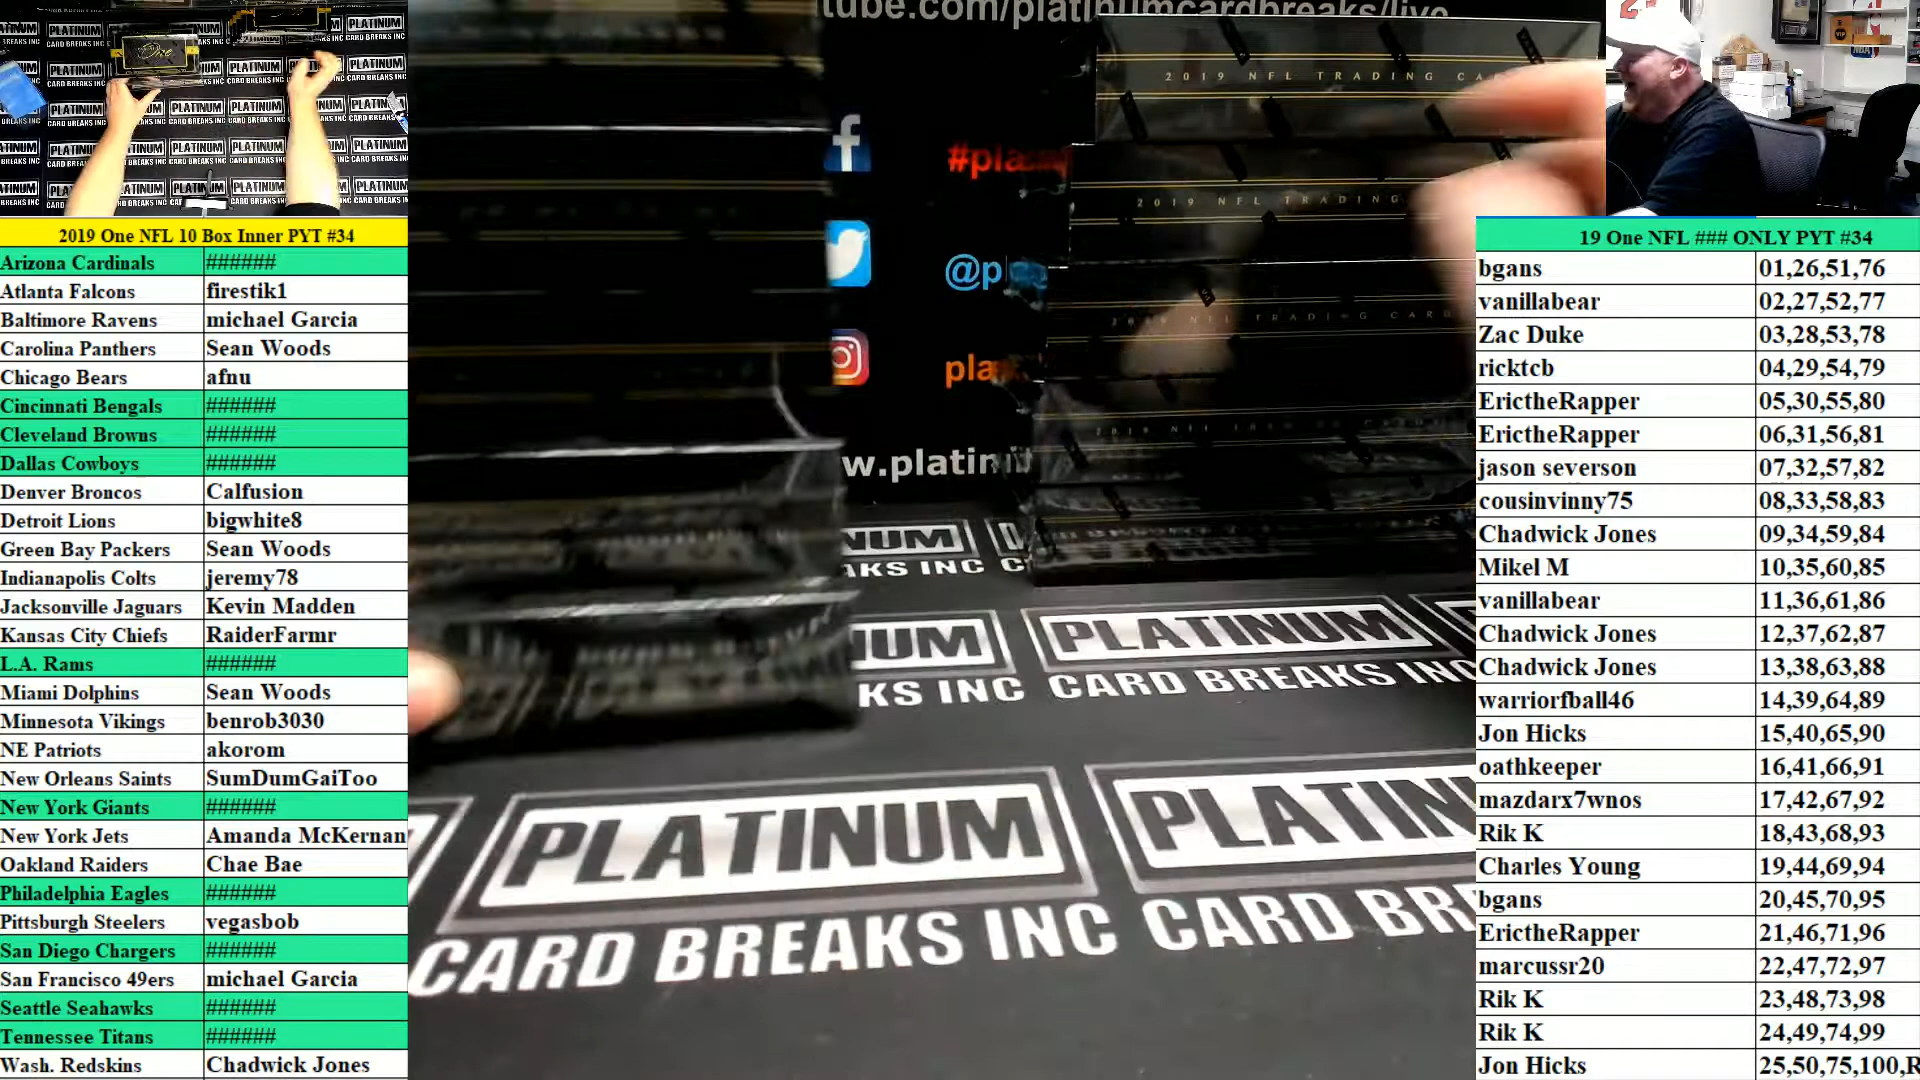 tube.com/platinumcardbreaks/live
2019 NFL TRADING
2019 NFL TRADING
One
#pla
@p
pla
w.platin
PLATINUM
CARD BREAKS INC
PLATINUM
CARD BREAKS INC CARD BR
2019 One NFL 10 Box Inner PYT #34
Arizona Cardinals ######
Atlanta Falcons firestik1
Baltimore Ravens michael Garcia
Carolina Panthers Sean Woods
Chicago Bears afnu
Cincinnati Bengals ######
Cleveland Browns ######
Dallas Cowboys ######
Denver Broncos Calfusion
Detroit Lions bigwhite8
Green Bay Packers Sean Woods
Indianapolis Colts jeremy78
Jacksonville Jaguars Kevin Madden
Kansas City Chiefs RaiderFarmr
L.A. Rams ######
Miami Dolphins Sean Woods
Minnesota Vikings benrob3030
NE Patriots akorom
New Orleans Saints SumDumGaiToo
New York Giants ######
New York Jets Amanda McKernan
Oakland Raiders Chae Bae
Philadelphia Eagles ######
Pittsburgh Steelers vegasbob
San Diego Chargers ######
San Francisco 49ers michael Garcia
Seattle Seahawks ######
Tennessee Titans ######
Wash. Redskins Chadwick Jones
19 One NFL ### ONLY PYT #34
bgans 01,26,51,76
vanillabear 02,27,52,77
Zac Duke 03,28,53,78
ricktcb 04,29,54,79
ErictheRapper 05,30,55,80
ErictheRapper 06,31,56,81
jason severson 07,32,57,82
cousinvinny75 08,33,58,83
Chadwick Jones 09,34,59,84
Mikel M 10,35,60,85
vanillabear 11,36,61,86
Chadwick Jones 12,37,62,87
Chadwick Jones 13,38,63,88
warriorfball46 14,39,64,89
Jon Hicks 15,40,65,90
oathkeeper 16,41,66,91
mazdarx7wnos 17,42,67,92
Rik K 18,43,68,93
Charles Young 19,44,69,94
bgans 20,45,70,95
ErictheRapper 21,46,71,96
marcussr20 22,47,72,97
Rik K 23,48,73,98
Rik K 24,49,74,99
Jon Hicks 25,50,75,100,R